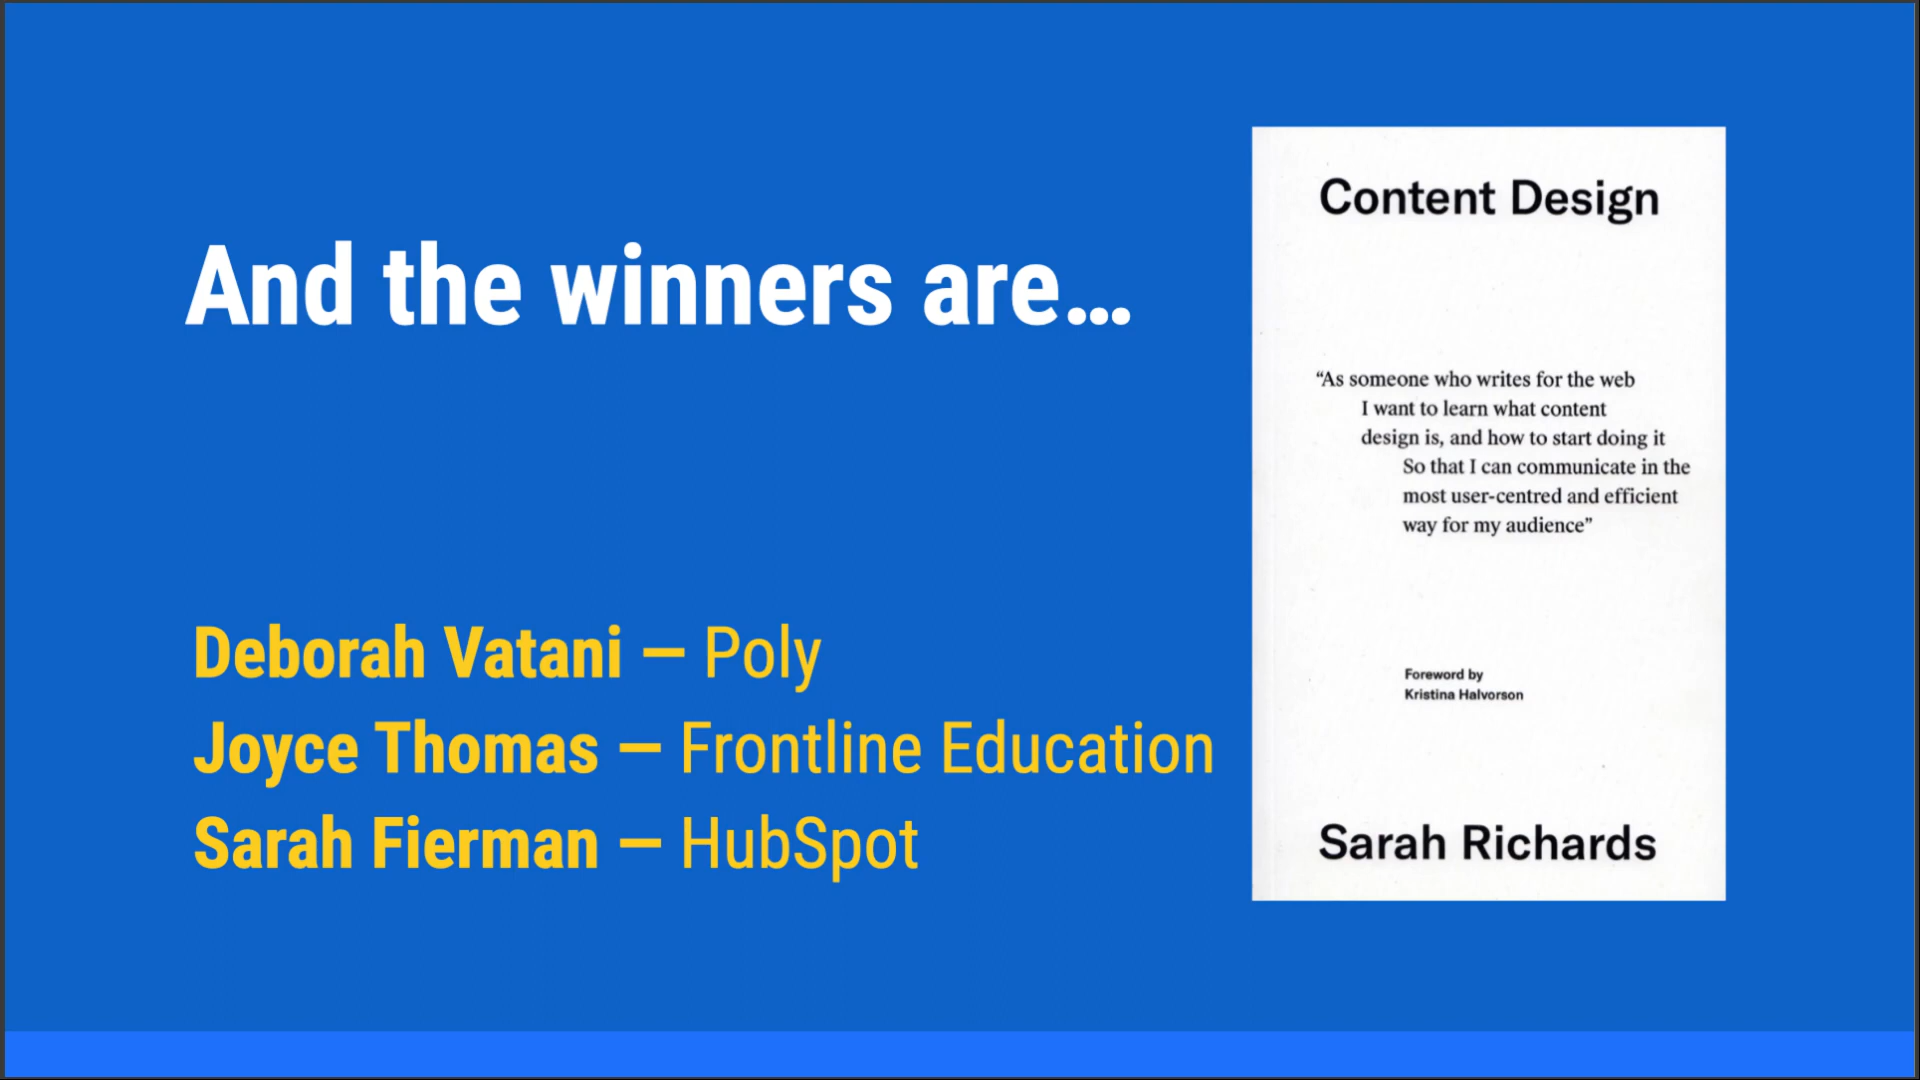 And the winners are…
Deborah Vatani — Poly
Joyce Thomas — Frontline Education
Sarah Fierman — HubSpot
Content Design
“As someone who writes for the web
I want to learn what content
design is, and how to start doing it
So that I can communicate in the
most user-centred and efficient
way for my audience”
Foreword by
Kristina Halvorson
Sarah Richards